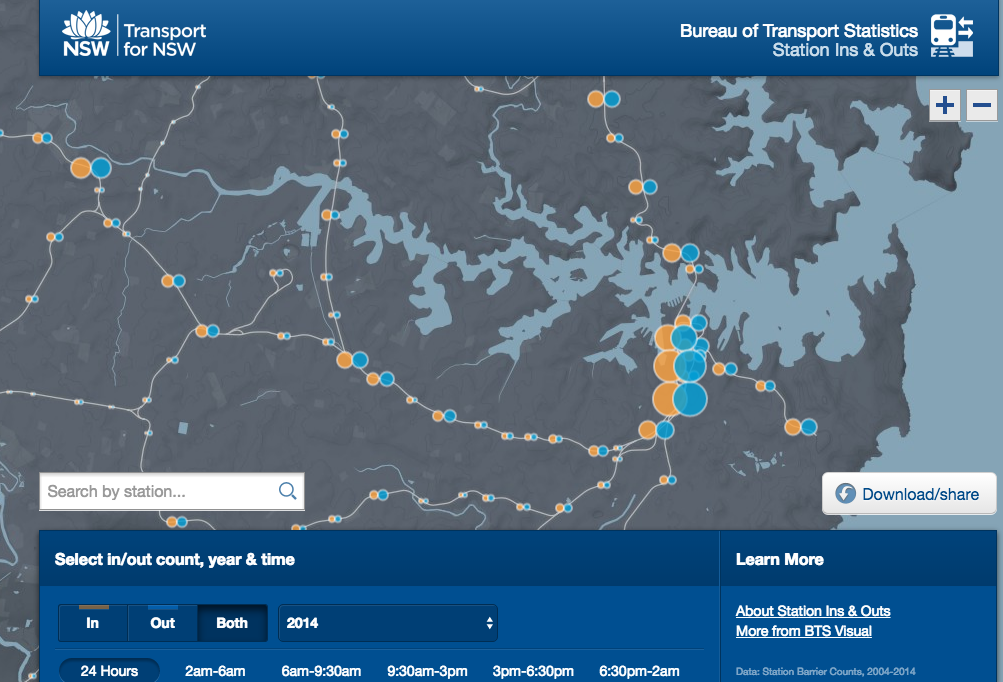 NSW
Transport
for NSW
Bureau of Transport Statistics
Station Ins & Outs
+
−
Search by station...
Download/share
Select in/out count, year & time
Learn More
In
Out
Both
2014
About Station Ins & Outs
More from BTS Visual
24 Hours
2am-6am
6am-9:30am
9:30am-3pm
3pm-6:30pm
6:30pm-2am
Data: Station Barrier Counts, 2004-2014